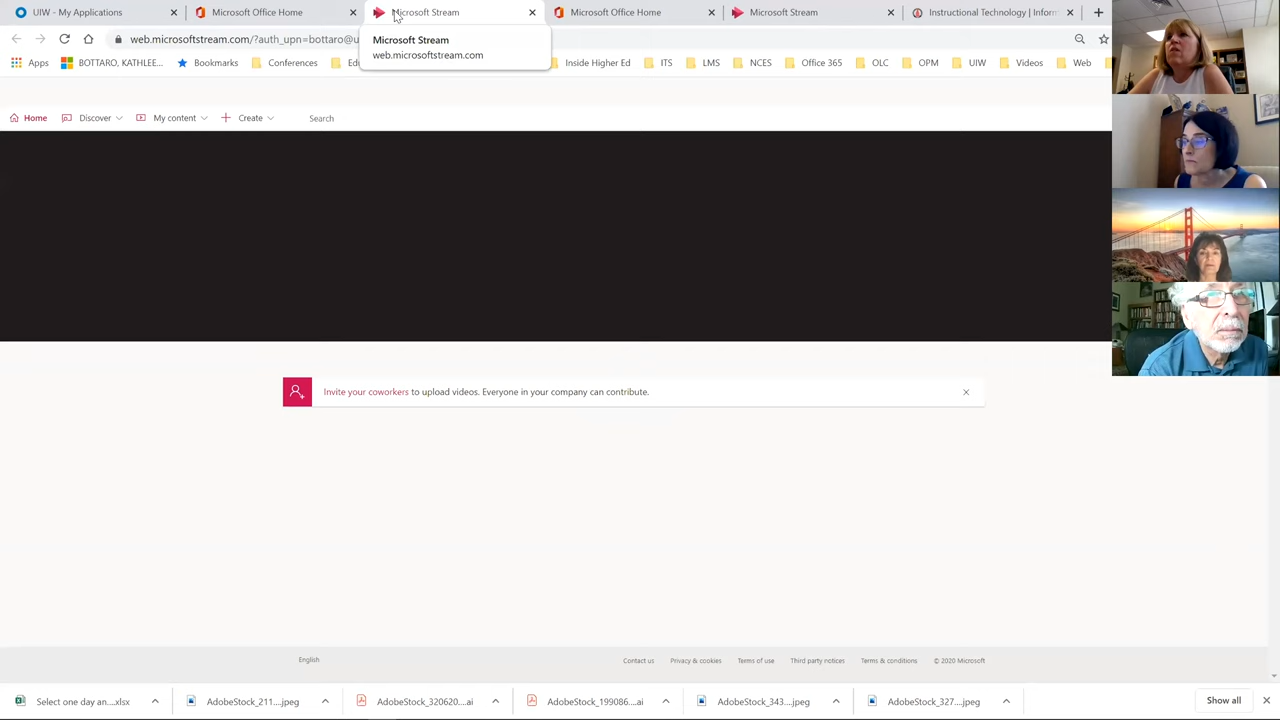 UIW - My Applications
Microsoft Office Home
Microsoft Stream
Microsoft Office Home
Microsoft Stream
Instructional Technology | Inform
web.microsoftstream.com/?auth_upn=bottaro@u
Microsoft Stream
web.microsoftstream.com
Apps
BOTTARO, KATHLEE...
Bookmarks
Conferences
Inside Higher Ed
ITS
LMS
NCES
Office 365
OLC
OPM
UIW
Videos
Web
Home
Discover
My content
Create
Search
Invite your coworkers to upload videos. Everyone in your company can contribute.
English
Contact us
Privacy & cookies
Terms of use
Third party notices
Terms & conditions
© 2020 Microsoft
Select one day an....xlsx
AdobeStock_211....jpeg
AdobeStock_320620....ai
AdobeStock_199086....ai
AdobeStock_343....jpeg
AdobeStock_327....jpeg
Show all